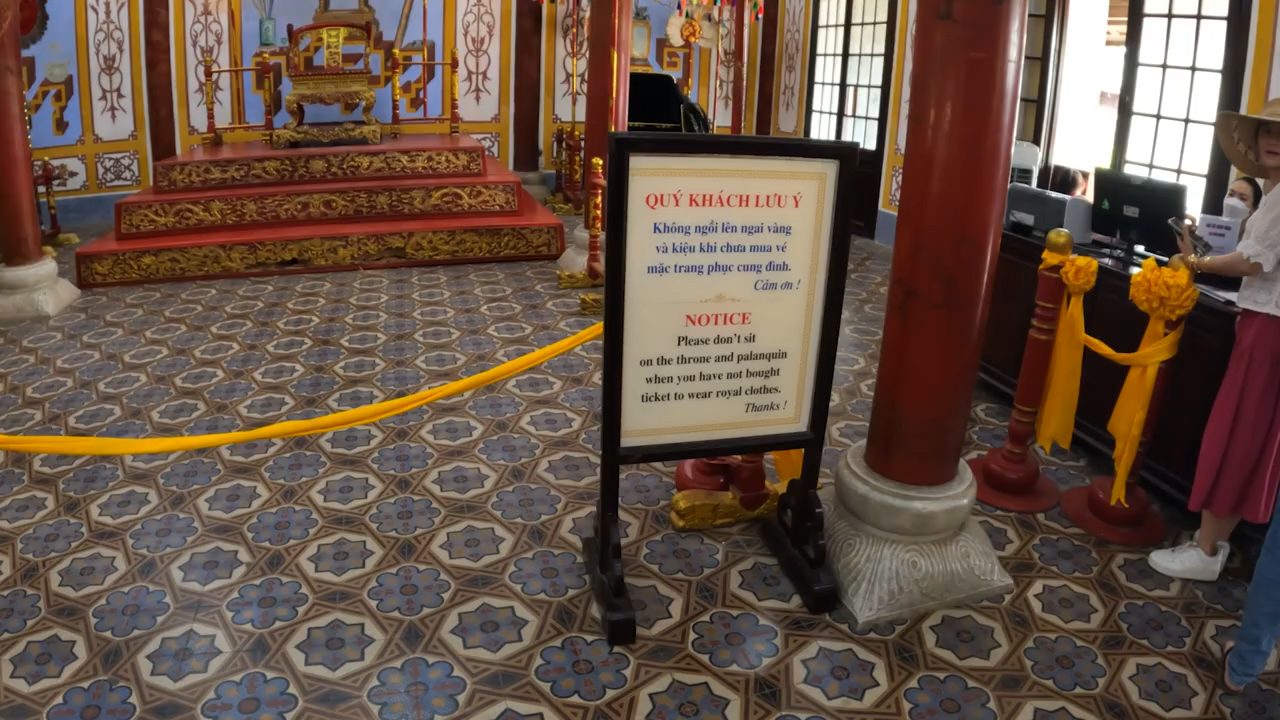 QUÝ KHÁCH LƯU Ý
Không ngồi lên ngai vàng
và kiệu khi chưa mua vé
mặc trang phục cung đình.
Cảm ơn !
NOTICE
Please don't sit
on the throne and palanquin
when you have not bought
ticket to wear royal clothes.
Thanks !